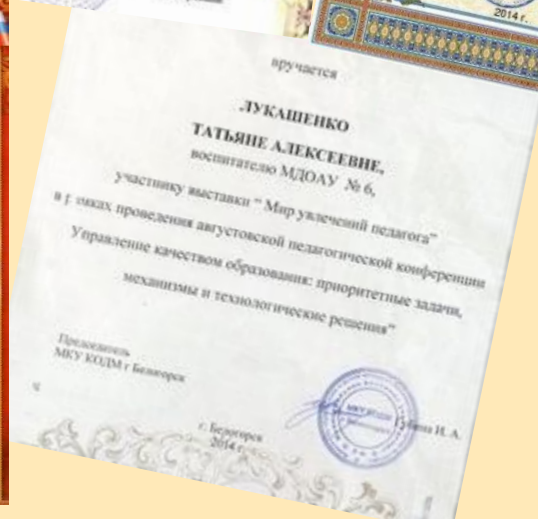 2014 г.
вручается
ЛУКАШЕНКО
ТАТЬЯНЕ АЛЕКСЕЕВНЕ,
воспитателю МДОАУ № 6,
участнику выставки " Мир увлечений педагога"
в рамках проведения августовской педагогической конференции
Управление качеством образования: приоритетные задачи,
механизмы и технологические решения"
Председатель
МКУ КОДМ г Белогорск
И. А.
г. Белогорск
2014 г.